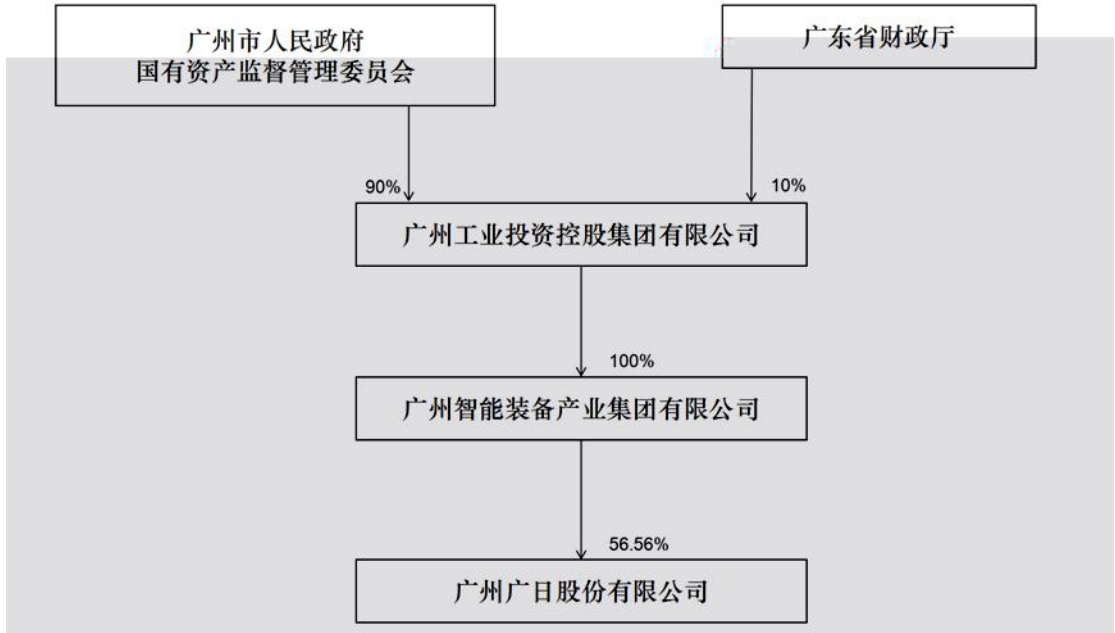 广州市人民政府
国有资产监督管理委员会
广东省财政厅
90%
10%
广州工业投资控股集团有限公司
100%
广州智能装备产业集团有限公司
56.56%
广州广日股份有限公司